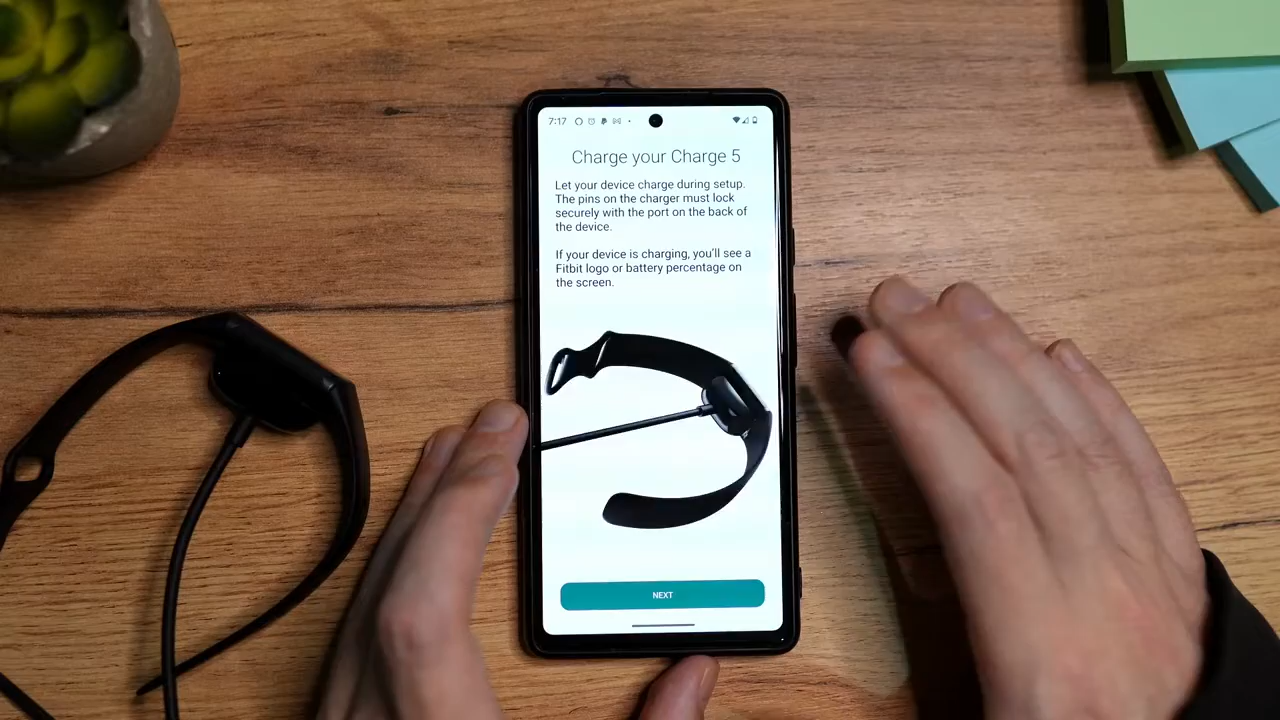 7:17
Charge your Charge 5
Let your device charge during setup.
The pins on the charger must lock
securely with the port on the back of
the device.
If your device is charging, you'll see a
Fitbit logo or battery percentage on
the screen.
NEXT